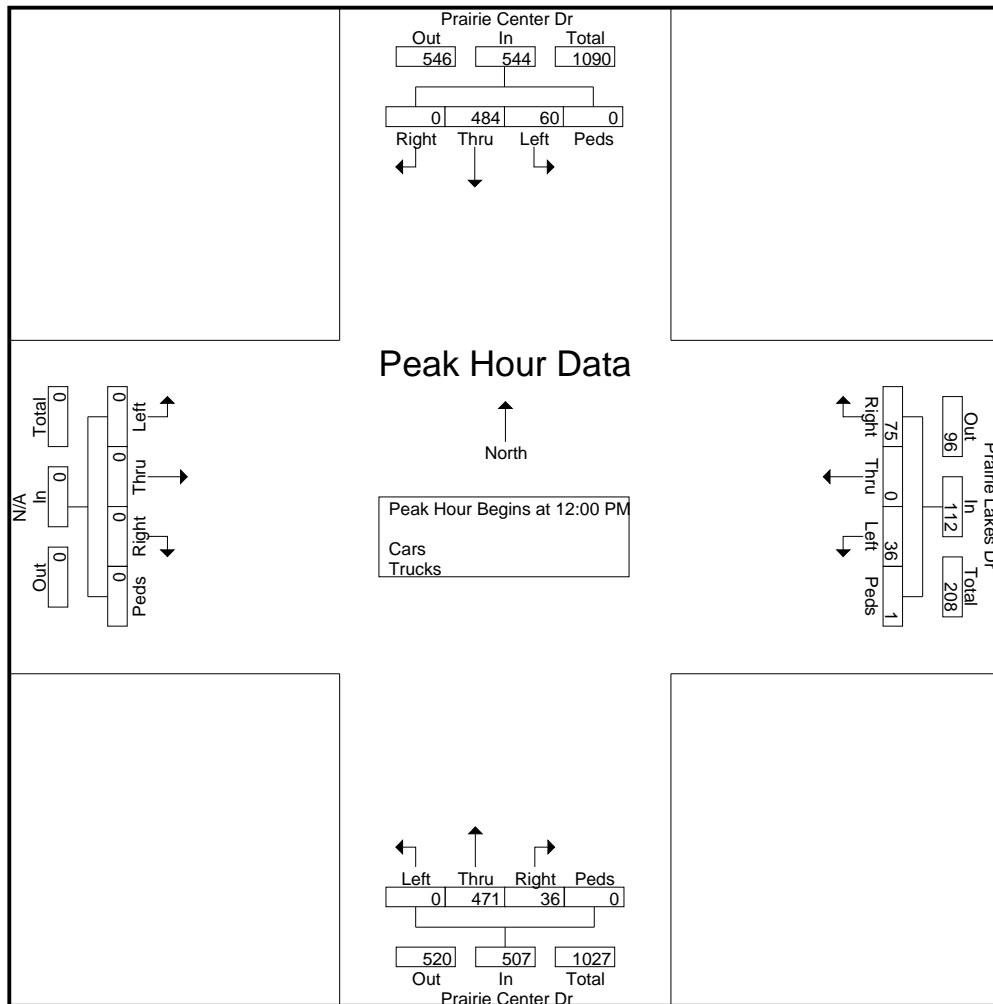 Prairie Center Dr
Out In Total
546 544 1090
0 484 60 0
Right Thru Left Peds
Peak Hour Data
North
Peak Hour Begins at 12:00 PM
Cars
Trucks
N/A
Total In Out
0 0 0
0 0 0 0
Left Thru Right Peds
Prairie Lakes Dr
Out In Total
96 112 208
75 0 36 1
Right Thru Left Peds
Left Thru Right Peds
0 471 36 0
520 507 1027
Out In Total
Prairie Center Dr